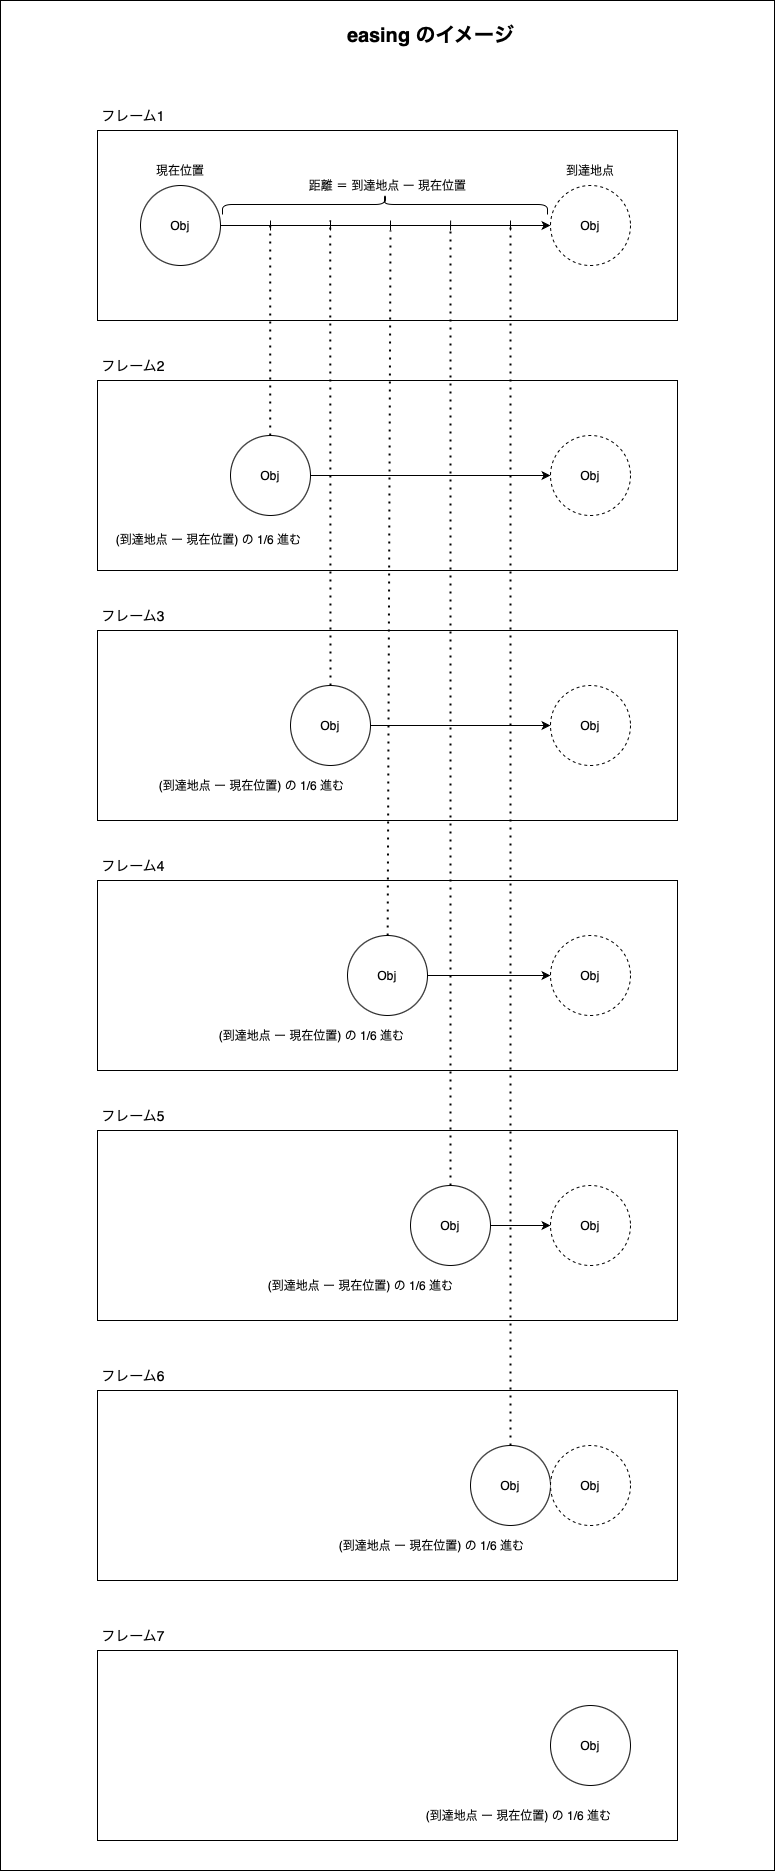 easing のイメージ
フレーム1
現在位置
距離 = 到達地点 ー 現在位置
到達地点
Obj
Obj
フレーム2
Obj
Obj
(到達地点 ー 現在位置) の 1/6 進む
フレーム3
Obj
Obj
(到達地点 ー 現在位置) の 1/6 進む
フレーム4
Obj
Obj
(到達地点 ー 現在位置) の 1/6 進む
フレーム5
Obj
Obj
(到達地点 ー 現在位置) の 1/6 進む
フレーム6
Obj
Obj
(到達地点 ー 現在位置) の 1/6 進む
フレーム7
Obj
(到達地点 ー 現在位置) の 1/6 進む